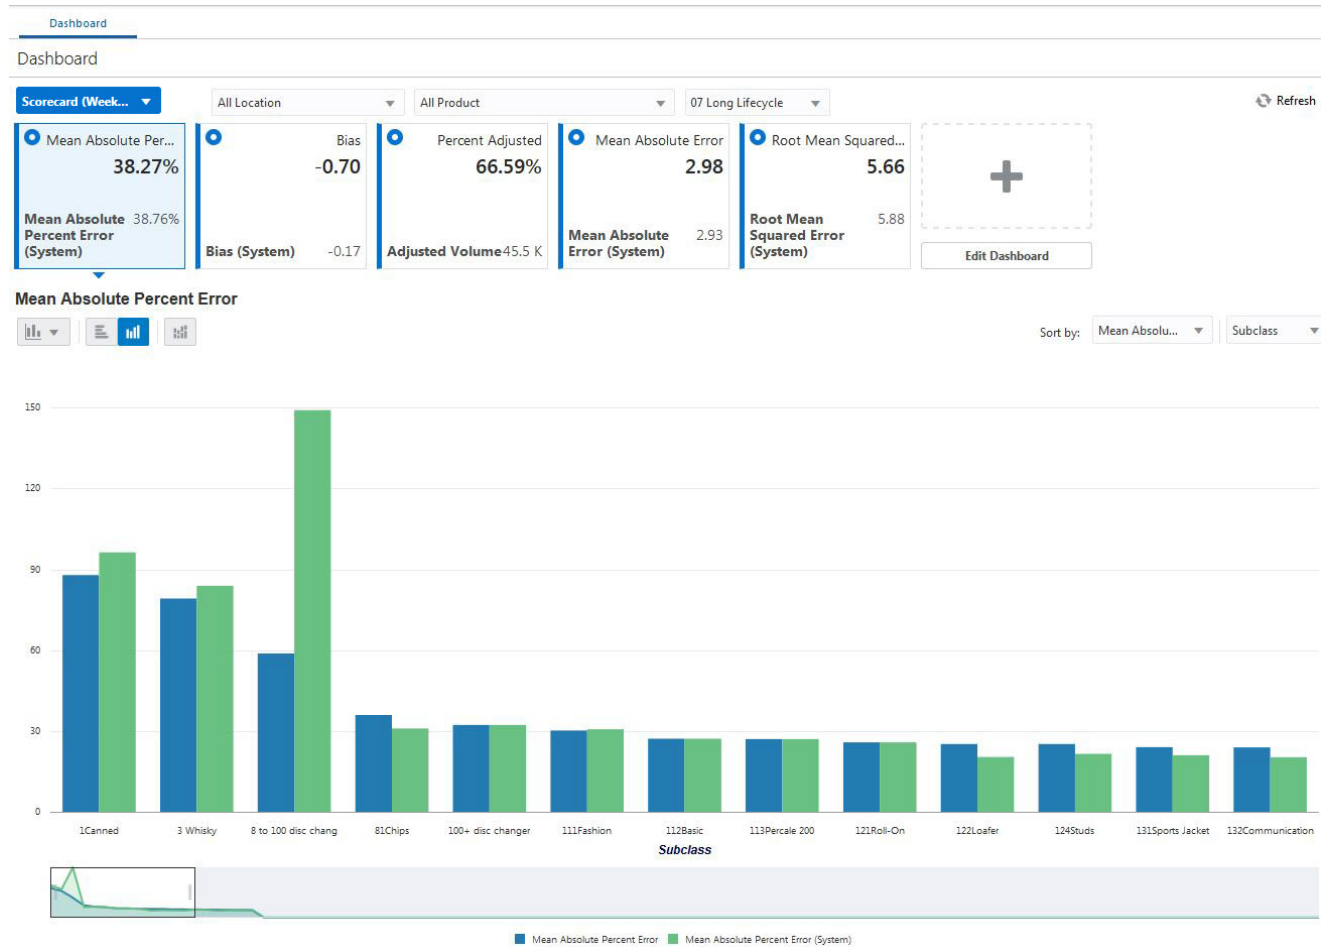 Dashboard
Dashboard
Scorecard (Week...
All Location
All Product
07 Long Lifecycle
Refresh
Mean Absolute Per...
38.27%
Mean Absolute Percent Error (System) 38.76%
Bias
-0.70
Bias (System) -0.17
Percent Adjusted
66.59%
Adjusted Volume 45.5 K
Mean Absolute Error
2.98
Mean Absolute Error (System) 2.93
Root Mean Squared...
5.66
Root Mean Squared Error (System) 5.88
Edit Dashboard
Mean Absolute Percent Error
Sort by: Mean Absolu... Subclass
150
120
90
60
30
0
1Canned 3 Whisky 8 to 100 disc chang 81Chips 100+ disc changer 111Fashion 112Basic 113Percale 200 121Roll-On 122Loafer 124Studs 131Sports Jacket 132Communication
Subclass
Mean Absolute Percent Error Mean Absolute Percent Error (System)